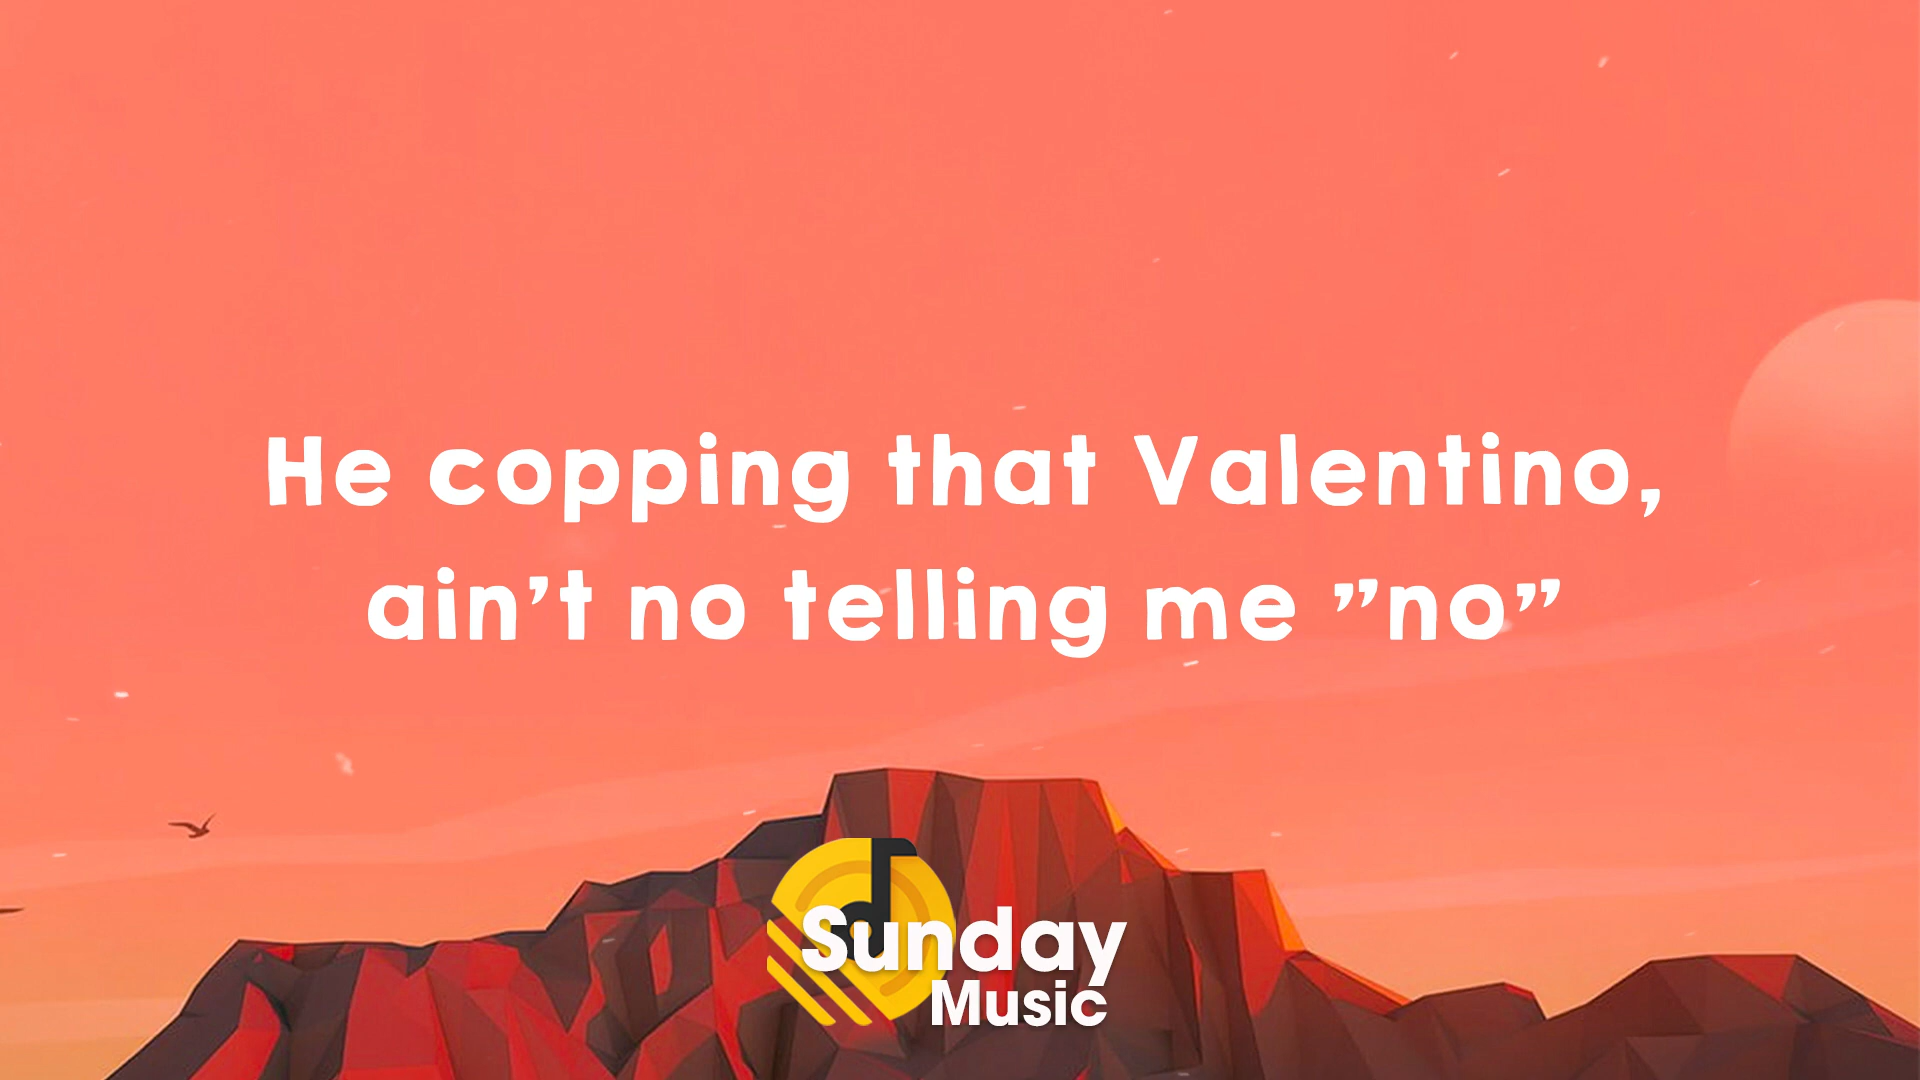 He copping that Valentino,
ain't no telling me ”no”
Sunday
Music